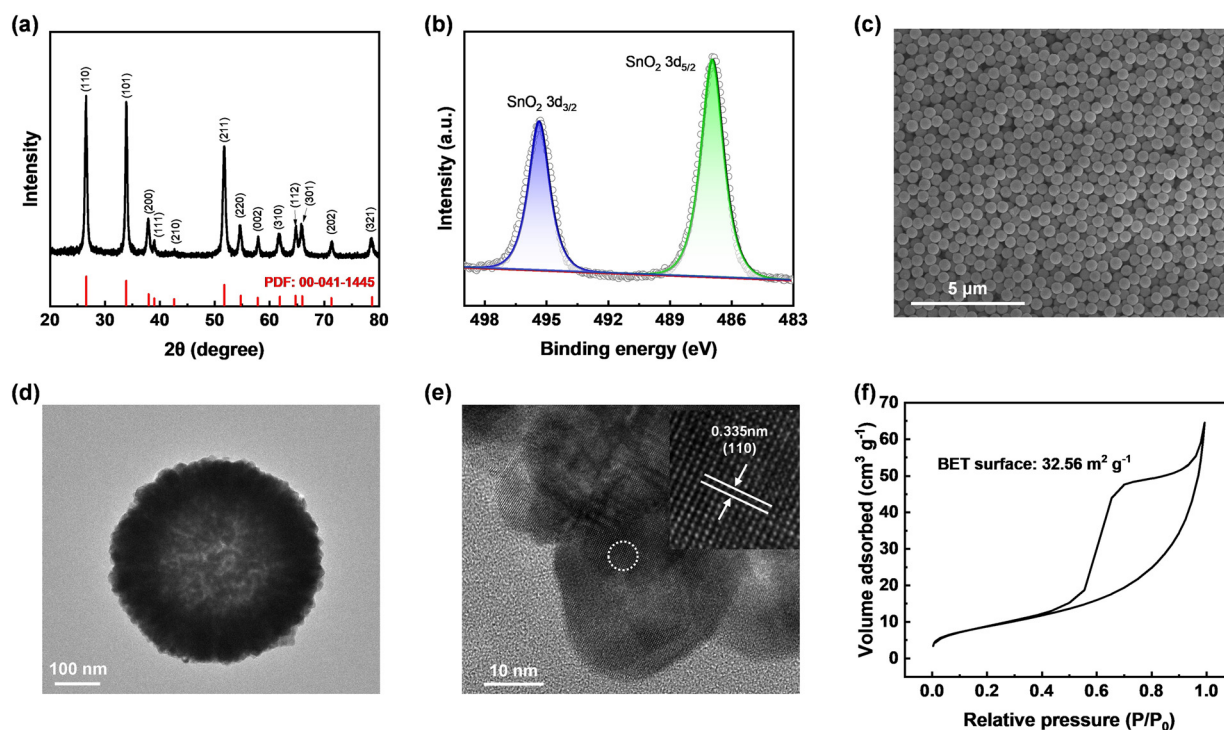 (a)
Intensity
(110)
(101)
(200)
(111)
(210)
(211)
(220)
(002)
(310)
(112)
(301)
(202)
(321)
PDF: 00-041-1445
20 30 40 50 60 70 80
2θ (degree)
(b)
Intensity (a.u.)
SnO₂ 3d₃/₂
SnO₂ 3d₅/₂
498 495 492 489 486 483
Binding energy (eV)
(c)
5 μm
(d)
100 nm
(e)
0.335nm
(110)
10 nm
(f)
Volume adsorbed (cm³ g⁻¹)
70
60
50
40
30
20
10
0
BET surface: 32.56 m² g⁻¹
0.0 0.2 0.4 0.6 0.8 1.0
Relative pressure (P/P₀)